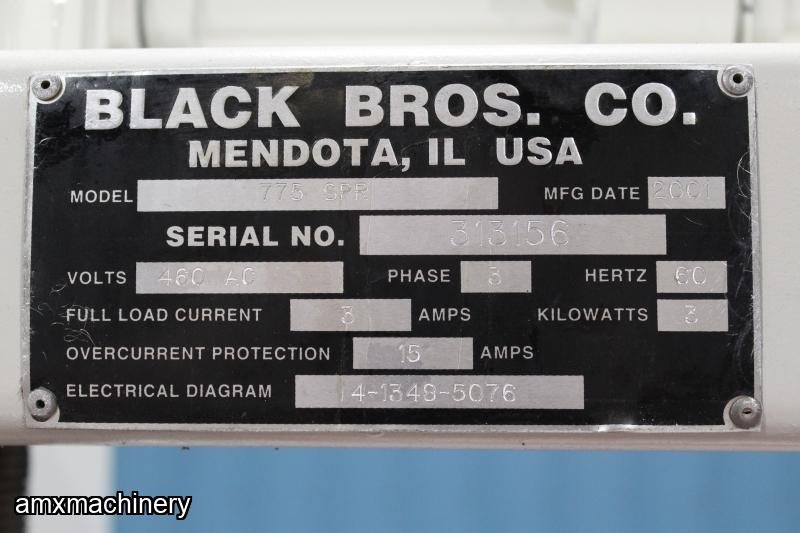 BLACK BROS. CO.
MENDOTA, IL USA
MODEL 775 SPR MFG DATE 2001
SERIAL NO. 313156
VOLTS 460 AC PHASE 3 HERTZ 60
FULL LOAD CURRENT 3 AMPS KILOWATTS 3
OVERCURRENT PROTECTION 15 AMPS
ELECTRICAL DIAGRAM 14-1349-5076
amxmachinery